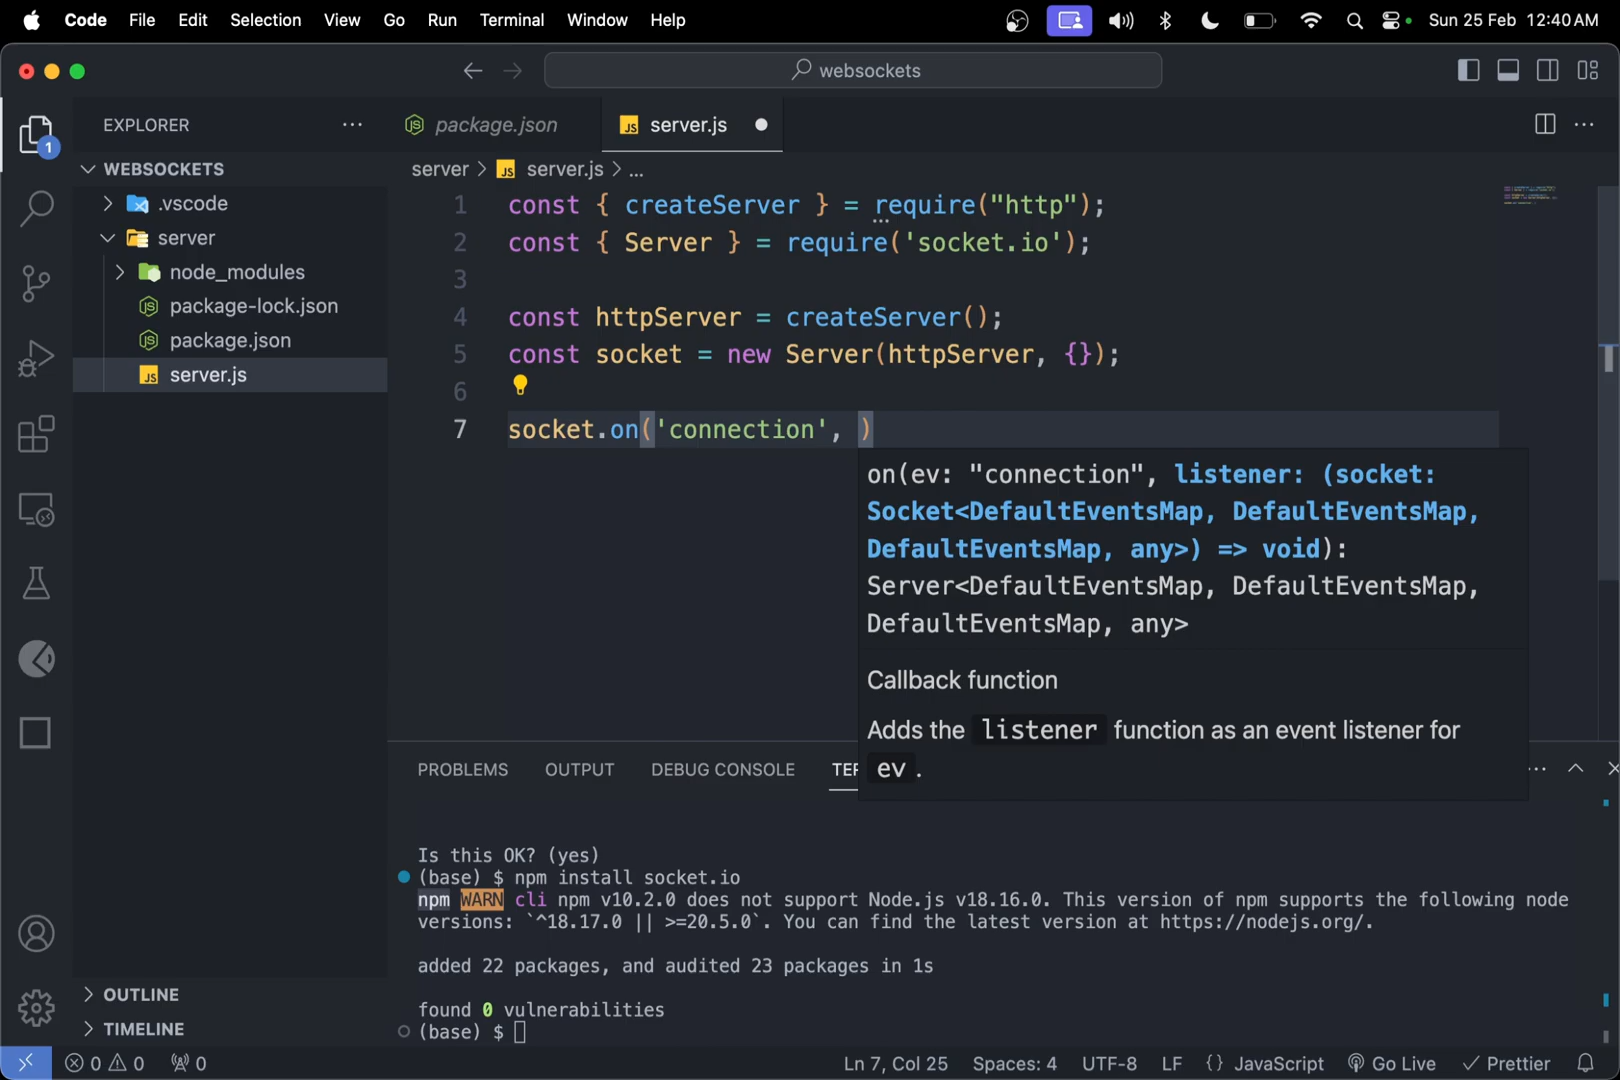 Code File Edit Selection View Go Run Terminal Window Help Sun 25 Feb 12:40 AM
websockets
EXPLORER
package.json
server.js
1
WEBSOCKETS
.vscode
server
node_modules
package-lock.json
package.json
server.js
OUTLINE
TIMELINE
server > server.js > ...
1 const { createServer } = require("http");
2 const { Server } = require('socket.io');
3
4 const httpServer = createServer();
5 const socket = new Server(httpServer, {});
6
7 socket.on('connection', )
on(ev: "connection", listener: (socket:
Socket<DefaultEventsMap, DefaultEventsMap,
DefaultEventsMap, any>) => void):
Server<DefaultEventsMap, DefaultEventsMap,
DefaultEventsMap, any>
Callback function
Adds the listener function as an event listener for
ev.
PROBLEMS OUTPUT DEBUG CONSOLE TER
Is this OK? (yes)
(base) $ npm install socket.io
npm WARN cli npm v10.2.0 does not support Node.js v18.16.0. This version of npm supports the following node
versions: `^18.17.0 || >=20.5.0`. You can find the latest version at https://nodejs.org/.
added 22 packages, and audited 23 packages in 1s
found 0 vulnerabilities
(base) $
0 0 0 Ln 7, Col 25 Spaces: 4 UTF-8 LF {} JavaScript Go Live Prettier